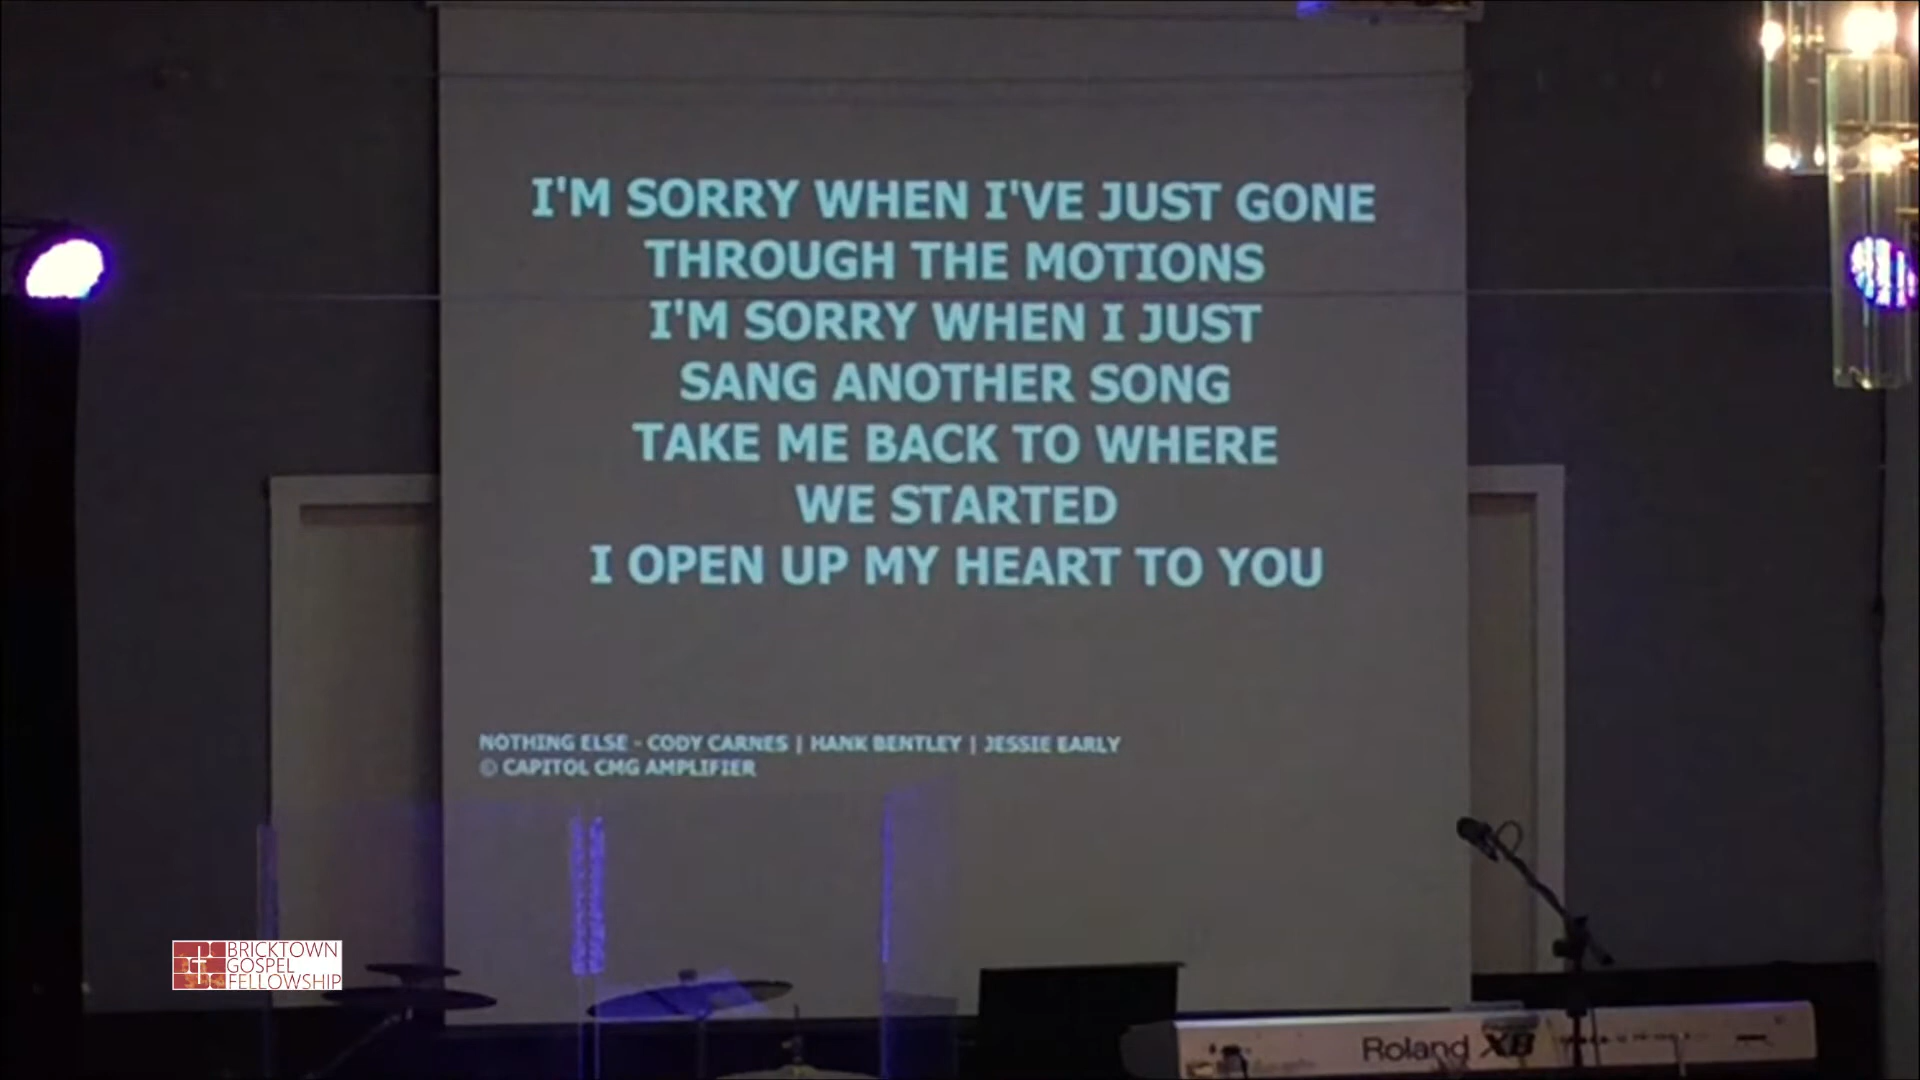 I'M SORRY WHEN I'VE JUST GONE
THROUGH THE MOTIONS
I'M SORRY WHEN I JUST
SANG ANOTHER SONG
TAKE ME BACK TO WHERE
WE STARTED
I OPEN UP MY HEART TO YOU
NOTHING ELSE - CODY CARNES | HANK BENTLEY | JESSIE EARLY
© CAPITOL CMG AMPLIFIER
BRICKTOWN
GOSPEL
FELLOWSHIP
Roland